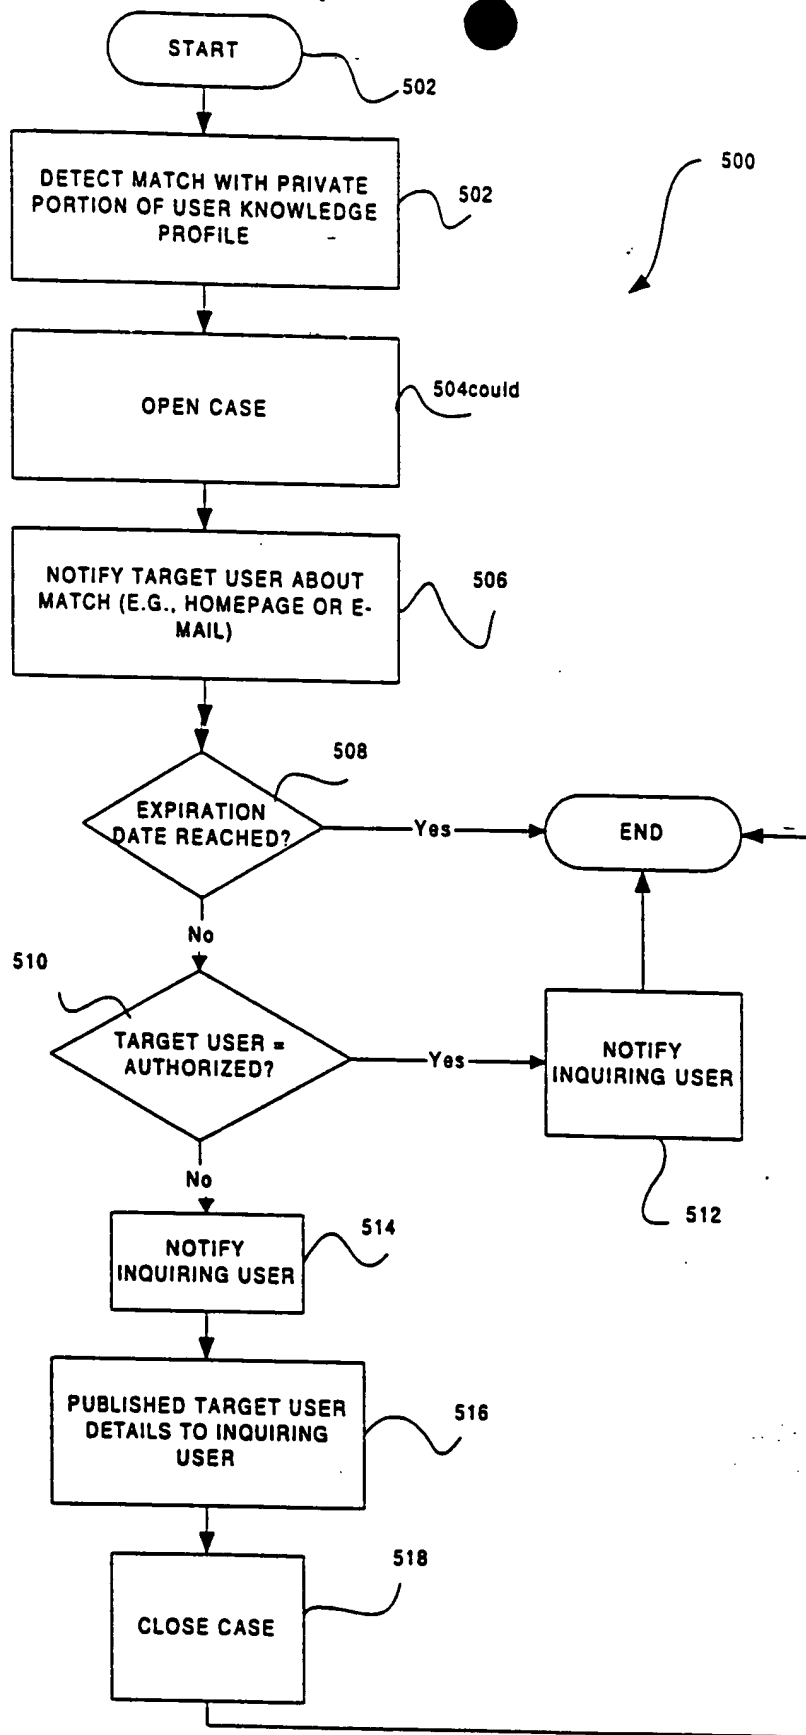 START
502
500
DETECT MATCH WITH PRIVATE
PORTION OF USER KNOWLEDGE
PROFILE
502
OPEN CASE
504could
NOTIFY TARGET USER ABOUT
MATCH (E.G., HOMEPAGE OR E-
MAIL)
506
508
EXPIRATION
DATE REACHED?
Yes
END
No
510
TARGET USER =
AUTHORIZED?
Yes
NOTIFY
INQUIRING USER
512
No
514
NOTIFY
INQUIRING USER
PUBLISHED TARGET USER
DETAILS TO INQUIRING
USER
516
518
CLOSE CASE